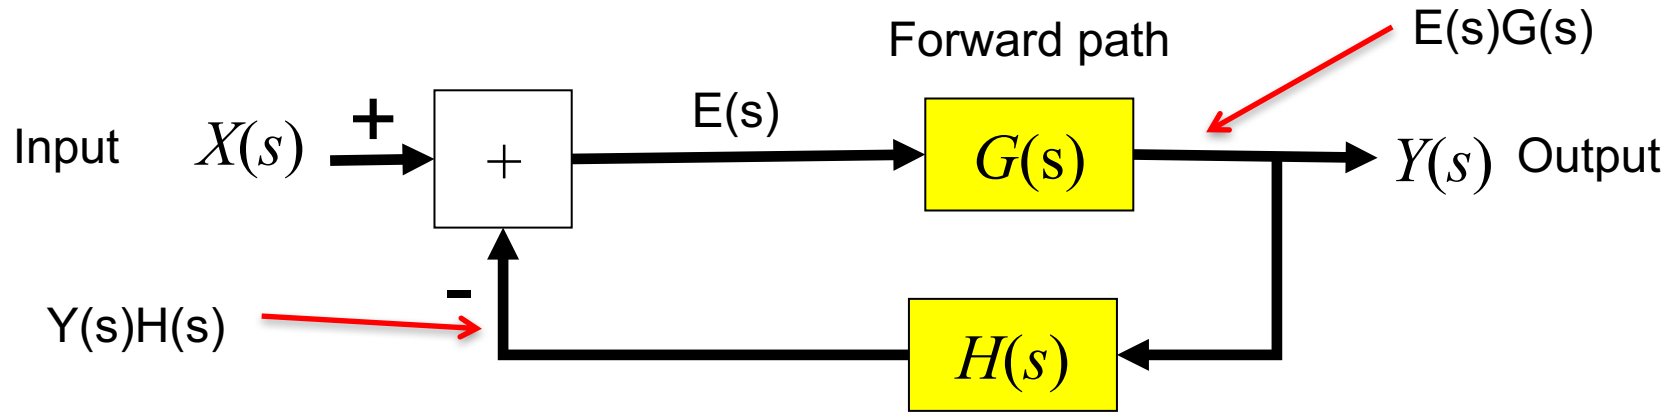 Forward path
E(s)G(s)
Input
X(s)
+
+
E(s)
G(s)
Y(s)
Output
-
Y(s)H(s)
H(s)